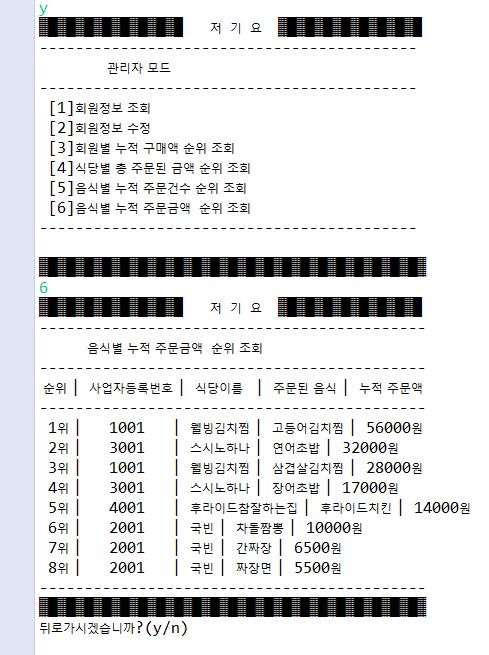 y
▓▓▓▓▓▓▓▓▓▓▓▓▓▓▓▓ 저 기 요 ▓▓▓▓▓▓▓▓▓▓▓▓▓▓▓▓
------------------------------------------
관리자 모드
------------------------------------------
[1]회원정보 조회
[2]회원정보 수정
[3]회원별 누적 구매액 순위 조회
[4]식당별 총 주문된 금액 순위 조회
[5]음식별 누적 주문건수 순위 조회
[6]음식별 누적 주문금액  순위 조회
------------------------------------------
▓▓▓▓▓▓▓▓▓▓▓▓▓▓▓▓▓▓▓▓▓▓▓▓▓▓▓▓▓▓▓▓▓▓▓▓▓▓▓▓▓▓▓
6
▓▓▓▓▓▓▓▓▓▓▓▓▓▓▓▓ 저 기 요 ▓▓▓▓▓▓▓▓▓▓▓▓▓▓▓▓
-------------------------------------------
음식별 누적 주문금액  순위 조회
-------------------------------------------
순위 | 사업자등록번호 | 식당이름 | 주문된 음식 | 누적 주문액
-------------------------------------------
1위 | 1001 | 웰빙김치찜 | 고등어김치찜 | 56000원
2위 | 3001 | 스시노하나 | 연어초밥 | 32000원
3위 | 1001 | 웰빙김치찜 | 삼겹살김치찜 | 28000원
4위 | 3001 | 스시노하나 | 장어초밥 | 17000원
5위 | 4001 | 후라이드참잘하는집 | 후라이드치킨 | 14000원
6위 | 2001 | 국빈 | 차돌짬뽕 | 10000원
7위 | 2001 | 국빈 | 간짜장 | 6500원
8위 | 2001 | 국빈 | 짜장면 | 5500원
-------------------------------------------
▓▓▓▓▓▓▓▓▓▓▓▓▓▓▓▓▓▓▓▓▓▓▓▓▓▓▓▓▓▓▓▓▓▓▓▓▓▓▓▓▓▓▓
뒤로가시겠습니까?(y/n)